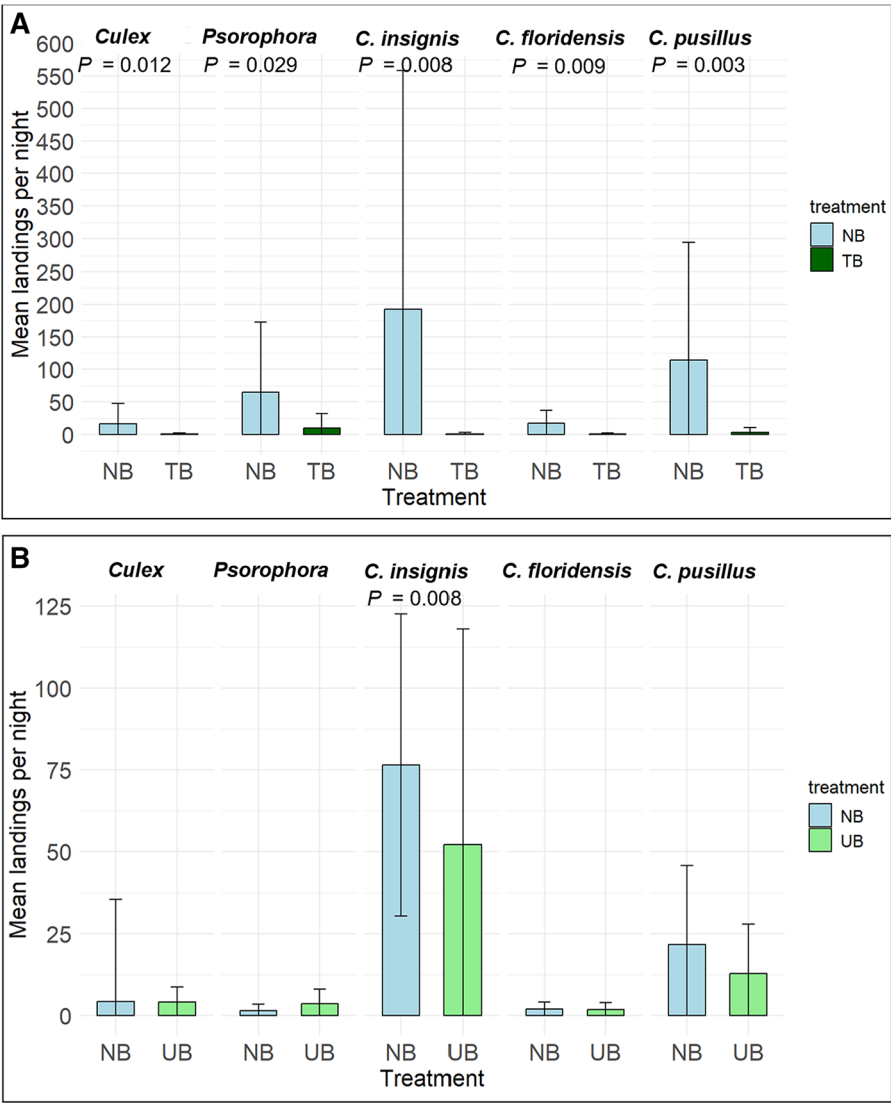 A
Culex Psorophora C. insignis C. floridensis C. pusillus
P = 0.012 P = 0.029 P = 0.008 P = 0.009 P = 0.003
Mean landings per night
600
550
500
450
400
350
300
250
200
150
100
50
0
NB TB NB TB NB TB NB TB NB TB
Treatment
treatment
NB
TB
B
Culex Psorophora C. insignis C. floridensis C. pusillus
P = 0.008
Mean landings per night
125
100
75
50
25
0
NB UB NB UB NB UB NB UB NB UB
Treatment
treatment
NB
UB